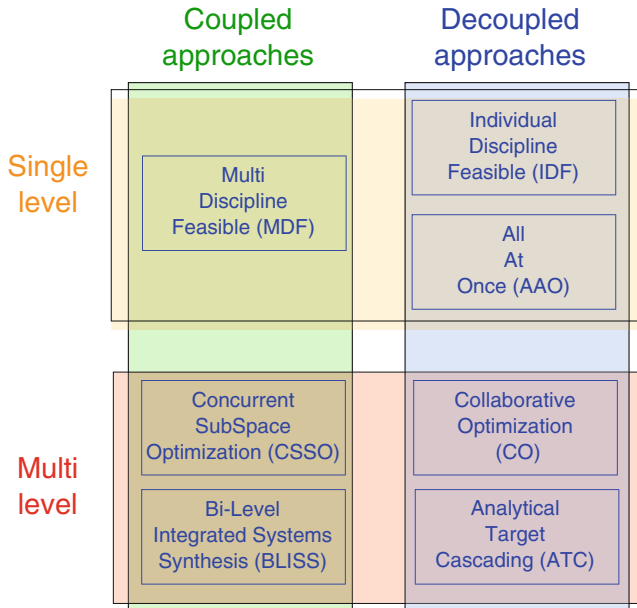 Coupled
approaches
Decoupled
approaches
Single
level
Multi
Discipline
Feasible (MDF)
Individual
Discipline
Feasible (IDF)
All
At
Once (AAO)
Multi
level
Concurrent
SubSpace
Optimization (CSSO)
Collaborative
Optimization
(CO)
Bi-Level
Integrated Systems
Synthesis (BLISS)
Analytical
Target
Cascading (ATC)